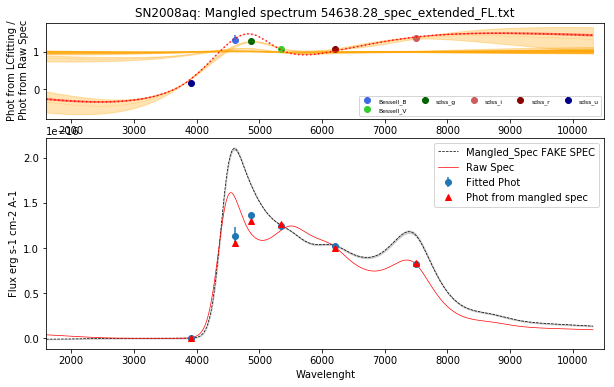 SN2008aq: Mangled spectrum 54638.28_spec_extended_FL.txt
Phot from LCfitting /
Phot from Raw Spec
1
0
Bessell_B
Bessell_V
sdss_g
sdss_i
sdss_r
sdss_u
2000 3000 4000 5000 6000 7000 8000 9000 10000
1e−16
Flux erg s-1 cm-2 A-1
2.0
1.5
1.0
0.5
0.0
Mangled_Spec FAKE SPEC
Raw Spec
Fitted Phot
Phot from mangled spec
2000 3000 4000 5000 6000 7000 8000 9000 10000
Wavelenght